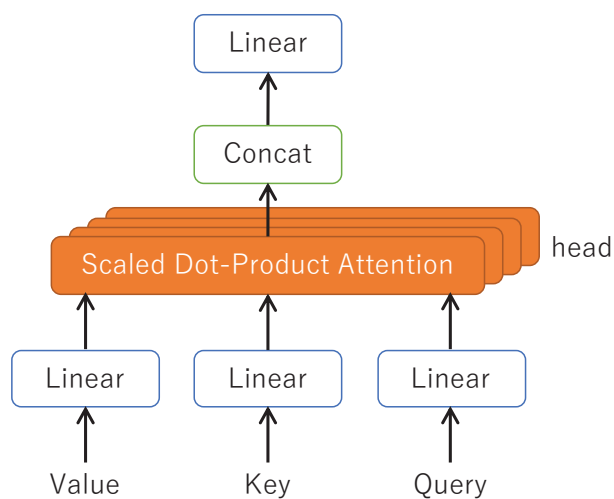 Linear
Concat
Scaled Dot-Product Attention
head
Linear Linear Linear
Value Key Query